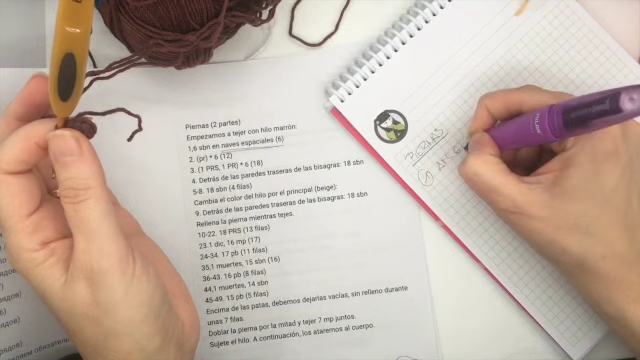 Piernas (2 partes)
Empezamos a tejer con hilo marrón:
1,6 sbn en naves espaciales (6)
2. (pr) * 6 (12)
3. (1 PRS, 1 PR) * 6 (18)
4. Detrás de las paredes traseras de las bisagras: 18 sbn
5-8. 18 sbn (4 filas)
Cambia el color del hilo por el principal (beige):
9. Detrás de las paredes traseras de las bisagras: 18 sbn
Rellena la pierna mientras tejes.
10-22. 18 PRS (13 filas)
23.1 dic, 16 mp (17)
24-34. 17 pb (11 filas)
35,1 muertes, 15 sbn (16)
36-43. 16 pb (8 filas)
44,1 muertes, 14 sbn
45-49. 15 pb (5 filas)
Encima de las patas, debemos dejarlas vacías, sin relleno durante
unas 7 filas.
Doblar la pierna por la mitad y tejer 7 mp juntos.
Sujete el hilo. A continuación, los ataremos al cuerpo.
рядов)
рядов)